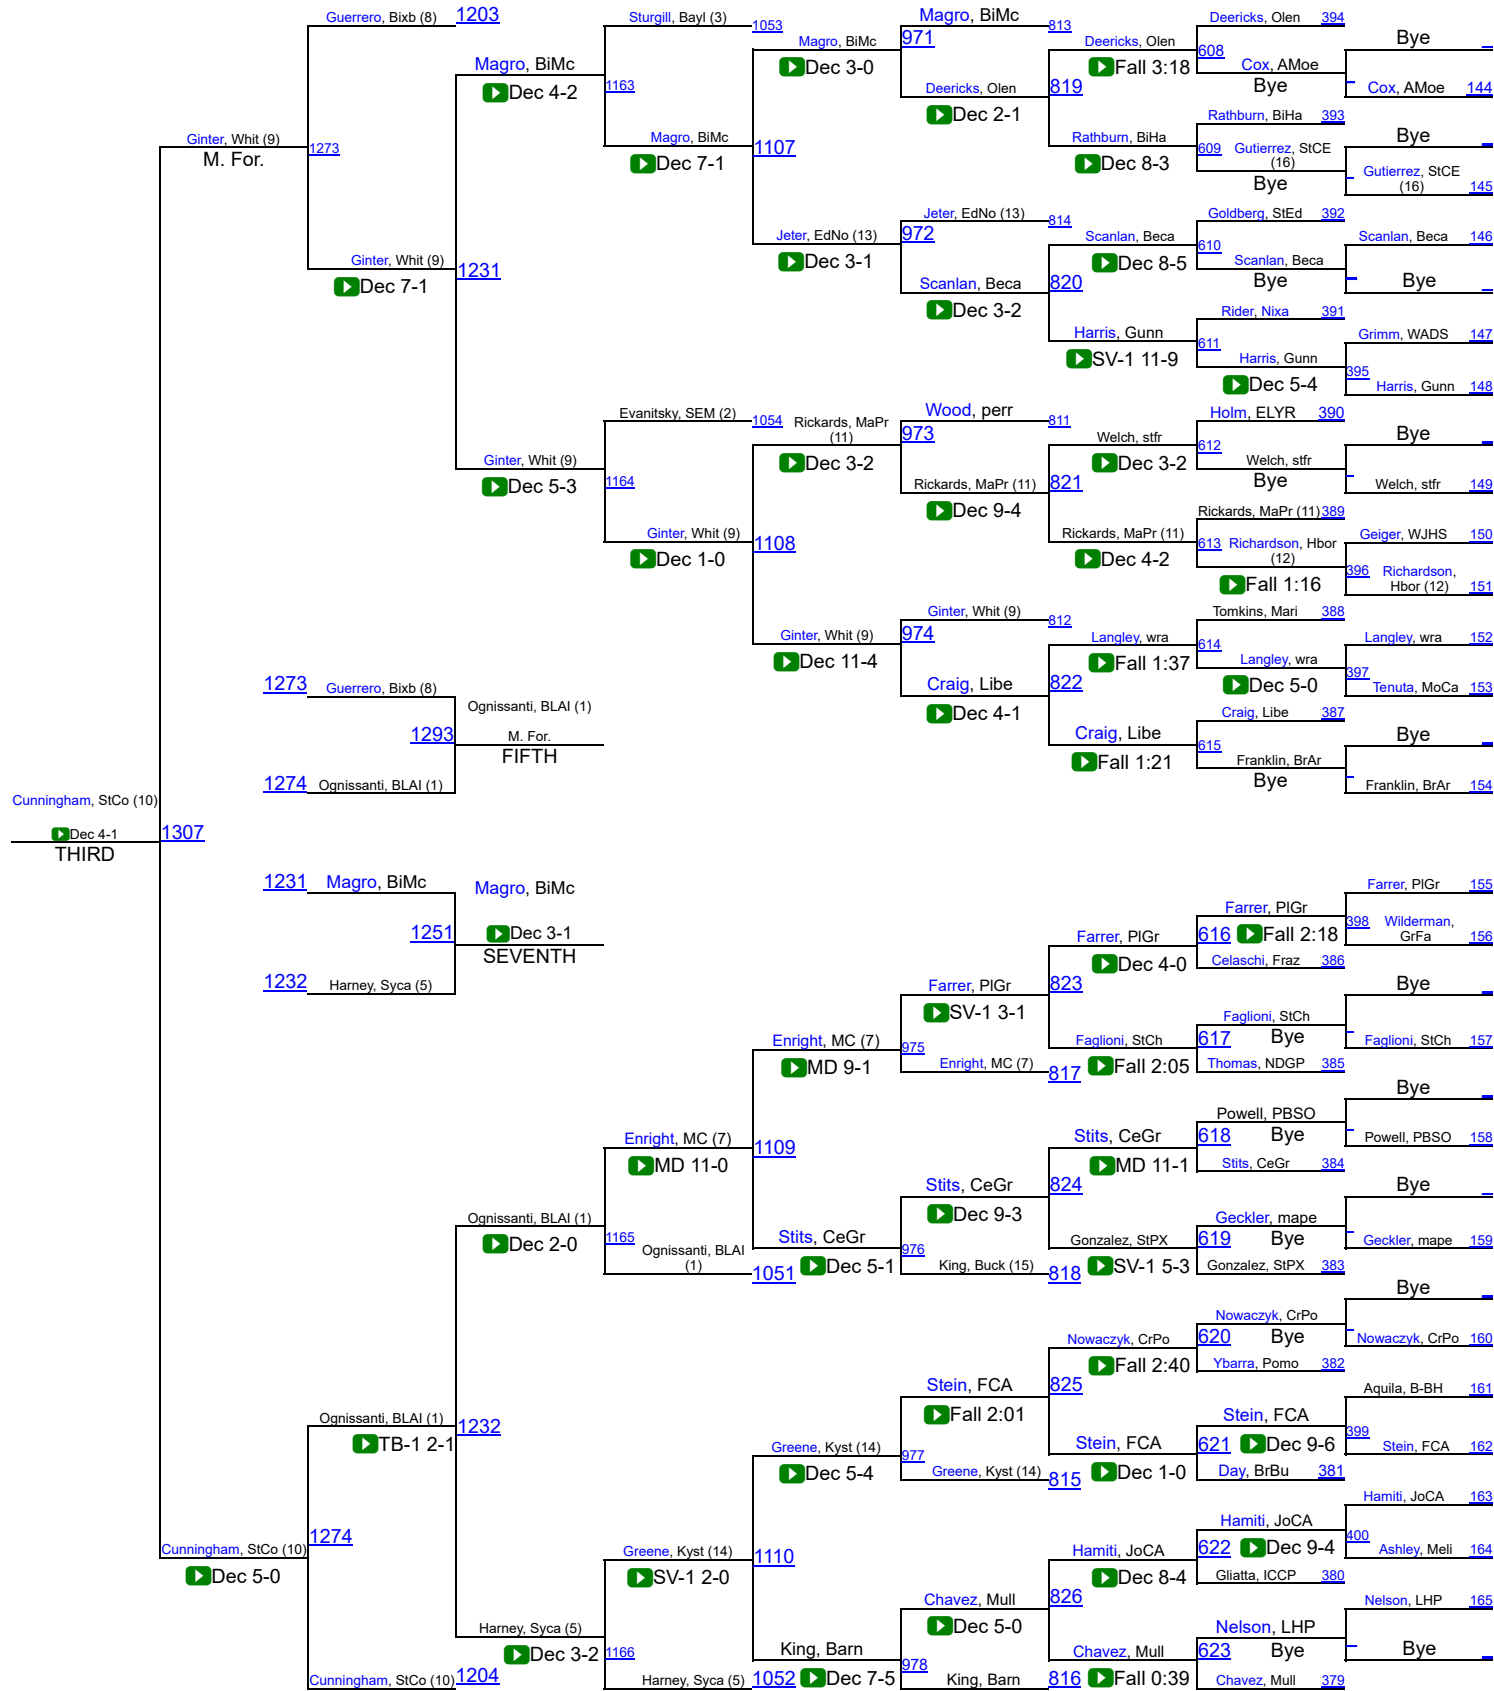 Guerrero, Bixb (8) 1203
Sturgill, Bayl (3) 1053
Magro, BiMc 813
Deericks, Olen 394
Bye
Magro, BiMc 971
Deericks, Olen 608
Dec 3-0
Fall 3:18
Cox, AMoe
Magro, BiMc
Dec 4-2
1163
Deericks, Olen 819
Bye
Cox, AMoe 144
Dec 2-1
Rathburn, BiHa 393
Bye
Ginter, Whit (9) 1273
M. For.
Magro, BiMc 1107
Dec 7-1
Rathburn, BiHa 609
Dec 8-3
Gutierrez, StCE
(16)
Bye
Gutierrez, StCE
(16) 145
Jeter, EdNo (13) 814
Goldberg, StEd 392
Jeter, EdNo (13) 972
Dec 3-1
Scanlan, Beca 610
Dec 8-5
Scanlan, Beca 146
Ginter, Whit (9) 1231
Dec 7-1
Scanlan, Beca 820
Dec 3-2
Scanlan, Beca
Bye
Bye
Rider, Nixa 391
Harris, Gunn 611
SV-1 11-9
Grimm, WADS 147
Harris, Gunn 395
Dec 5-4
Harris, Gunn 148
Evanitsky, SEM (2) 1054
Wood, perr 811
Holm, ELYR 390
Rickards, MaPr
(11) 973
Dec 3-2
Welch, stfr 612
Dec 3-2
Bye
Ginter, Whit (9) 1164
Dec 5-3
Rickards, MaPr (11) 821
Dec 9-4
Welch, stfr
Bye
Welch, stfr 149
Rickards, MaPr (11) 389
Ginter, Whit (9) 1108
Dec 1-0
Rickards, MaPr (11) 613
Dec 4-2
Richardson, Hbor
(12) 396
Fall 1:16
Geiger, WJHS 150
Richardson,
Hbor (12) 151
Ginter, Whit (9) 812
Tomkins, Mari 388
Ginter, Whit (9) 974
Dec 11-4
Langley, wra 614
Fall 1:37
Langley, wra 152
Langley, wra 397
Dec 5-0
Craig, Libe 822
Dec 4-1
Tenuta, MoCa 153
1273 Guerrero, Bixb (8)
Ognissanti, BLAI (1)
Craig, Libe 387
1293 M. For.
FIFTH
Craig, Libe 615
Fall 1:21
Bye
Franklin, BrAr
Bye
1274 Ognissanti, BLAI (1)
Franklin, BrAr 154
Cunningham, StCo (10)
Dec 4-1 1307
THIRD
1231 Magro, BiMc
Magro, BiMc
Farrer, PIGr 155
Farrer, PIGr 398
616 Fall 2:18
Wilderman,
GrFa 156
1251 Dec 3-1
SEVENTH
Farrer, PIGr
Dec 4-0
Celaschi, Fraz 386
1232 Harney, Syca (5)
Farrer, PIGr 823
SV-1 3-1
Bye
Enright, MC (7) 975
MD 9-1
Faglioni, StCh
617 Bye
Faglioni, StCh
Fall 2:05
Faglioni, StCh 157
Enright, MC (7) 817
Thomas, NDGP 385
Bye
Powell, PBSO
618 Bye
Powell, PBSO 158
Enright, MC (7) 1109
MD 11-0
Stits, CeGr
MD 11-1
Stits, CeGr 384
Stits, CeGr 824
Dec 9-3
Bye
Ognissanti, BLAI (1) 1165
Dec 2-0
Geckler, mape
619 Bye
Geckler, mape 159
Ognissanti, BLAI
(1) 1051
Stits, CeGr 976
Dec 5-1
Gonzalez, StPX
SV-1 5-3
King, Buck (15) 818
Gonzalez, StPX 383
Bye
Nowaczyk, CrPo
620 Bye
Nowaczyk, CrPo 160
Nowaczyk, CrPo
Fall 2:40
Ybarra, Pomo 382
Stein, FCA 825
Fall 2:01
Aquila, B-BH 161
Ognissanti, BLAI (1) 1232
TB-1 2-1
Stein, FCA 399
621 Dec 9-6
Stein, FCA 162
Greene, Kyst (14) 977
Dec 5-4
Stein, FCA
Dec 1-0
Greene, Kyst (14) 815
Day, BrBu 381
Hamiti, JoCA 163
Hamiti, JoCA 400
622 Dec 9-4
Ashley, Meli 164
Cunningham, StCo (10) 1274
Dec 5-0
Greene, Kyst (14) 1110
SV-1 2-0
Hamiti, JoCA
Dec 8-4
Gliatta, ICCP 380
Chavez, Mull 826
Dec 5-0
Nelson, LHP 165
Harney, Syca (5) 1166
Dec 3-2
Nelson, LHP
623 Bye
Bye
King, Barn 978
Dec 7-5
Chavez, Mull
Fall 0:39
Cunningham, StCo (10) 1204
Harney, Syca (5) 1052
King, Barn 816
Chavez, Mull 379